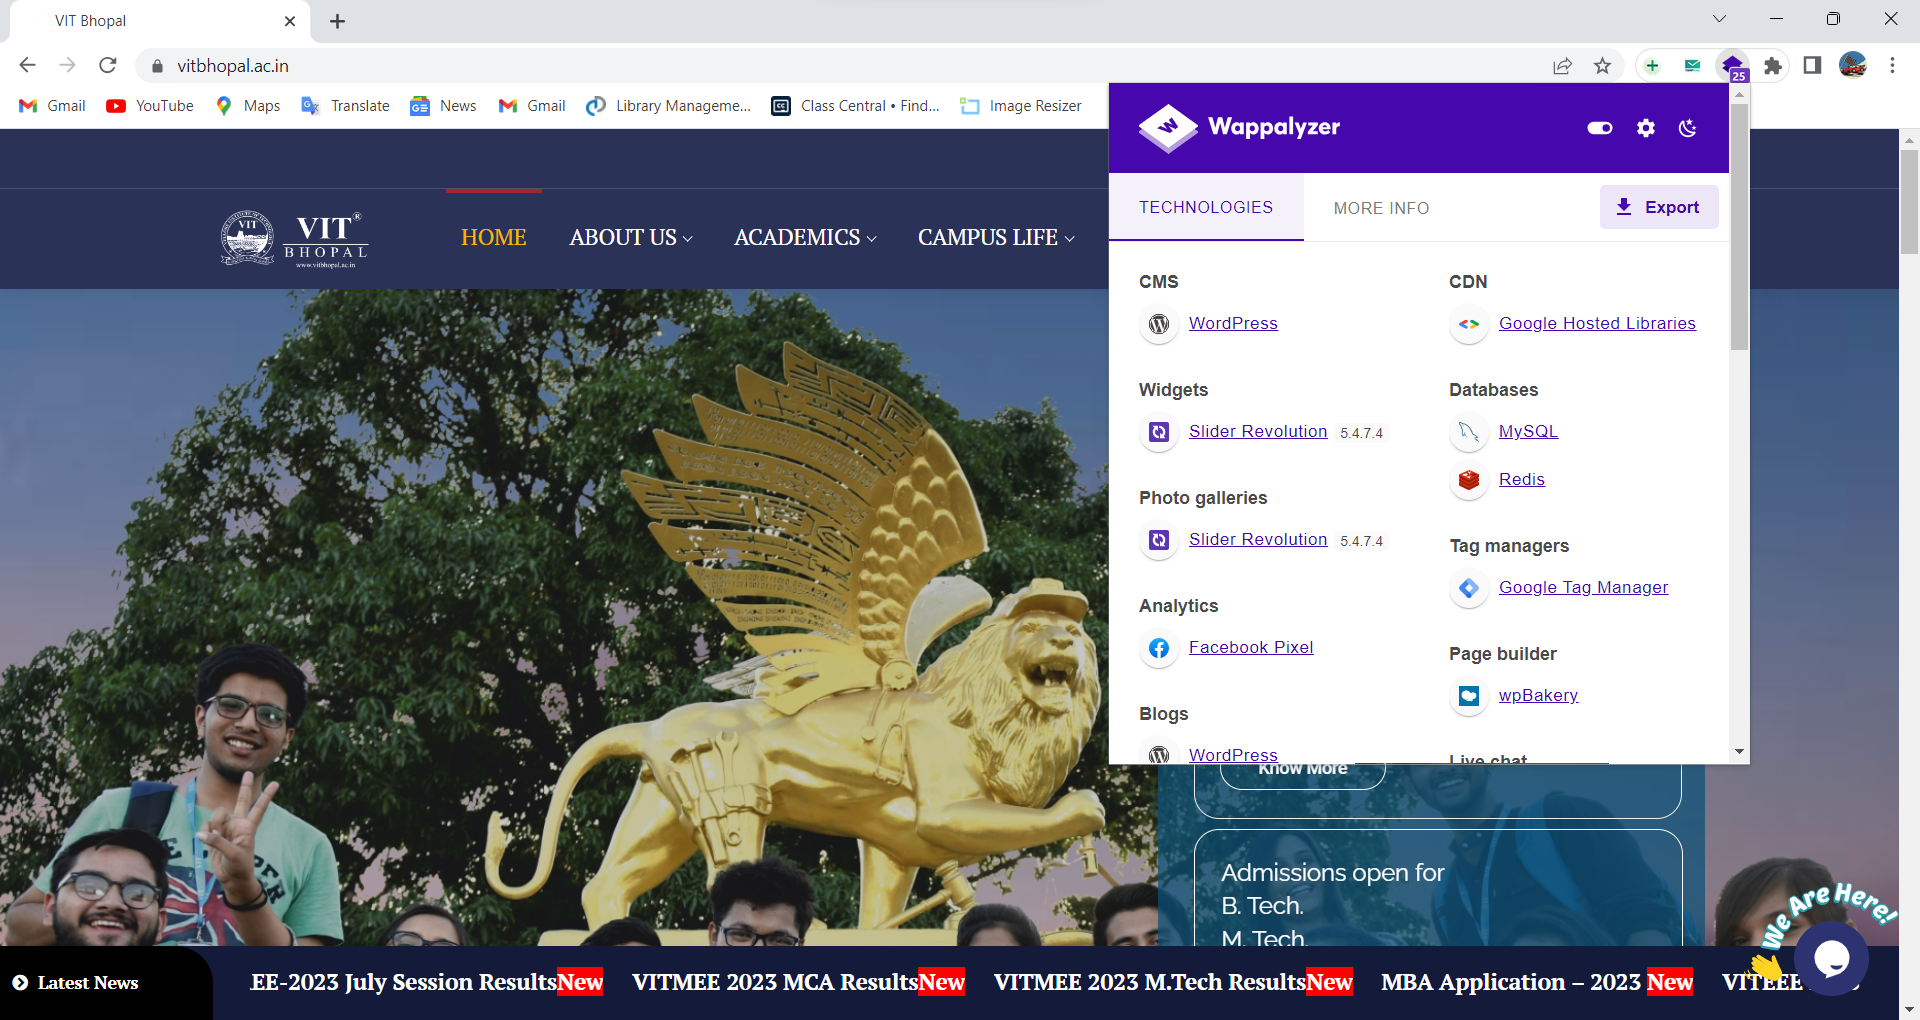 VIT Bhopal
vitbhopal.ac.in
25
Gmail
YouTube
Maps
Translate
News
Gmail
Library Manageme...
Class Central • Find...
Image Resizer
Wappalyzer
TECHNOLOGIES
MORE INFO
Export
VIT®
BHOPAL
www.vitbhopal.ac.in
VIT
HOME
ABOUT US
ACADEMICS
CAMPUS LIFE
CMS
WordPress
Widgets
Slider Revolution 5.4.7.4
Photo galleries
Slider Revolution 5.4.7.4
Analytics
Facebook Pixel
Blogs
WordPress
CDN
Google Hosted Libraries
Databases
MySQL
Redis
Tag managers
Google Tag Manager
Page builder
wpBakery
Live chat
Know More
Admissions open for
B. Tech.
M. Tech.
We Are Here!
Latest News
EE-2023 July Session Results New
VITMEE 2023 MCA Results New
VITMEE 2023 M.Tech Results New
MBA Application – 2023 New